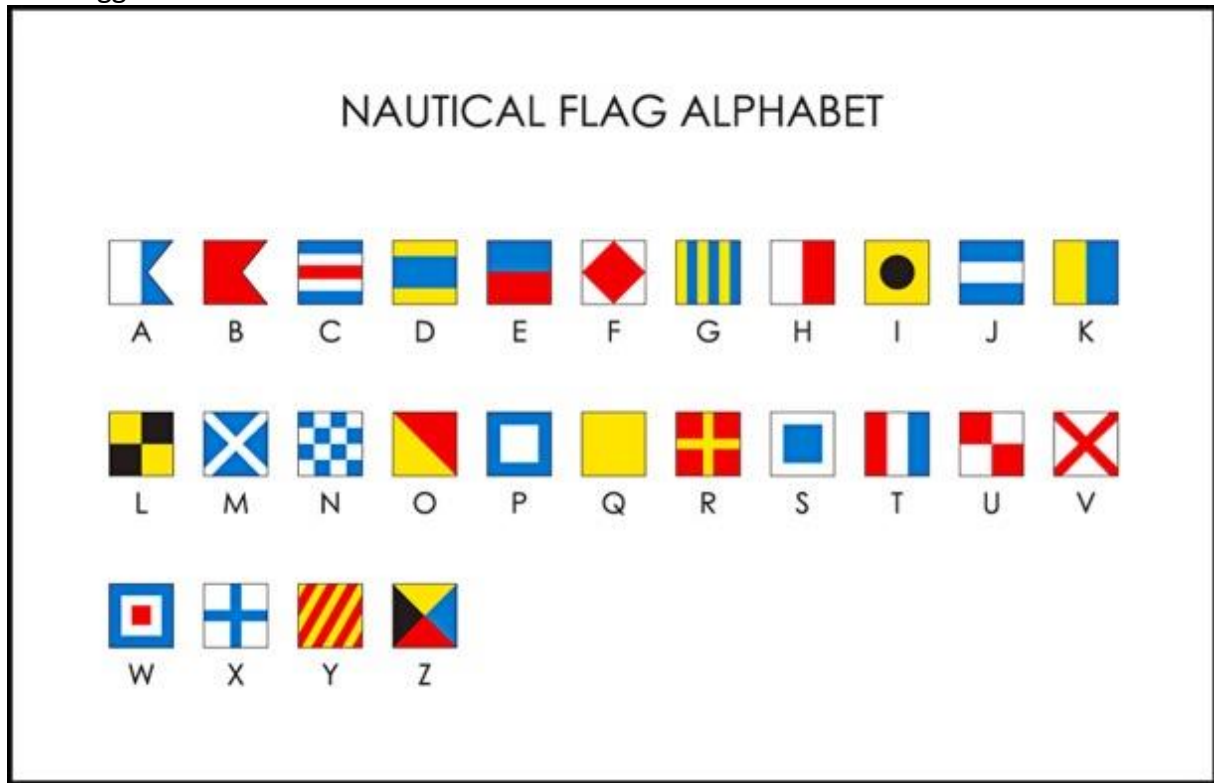 NAUTICAL FLAG ALPHABET
A B C D E F G H I J K
L M N O P Q R S T U V
W X Y Z